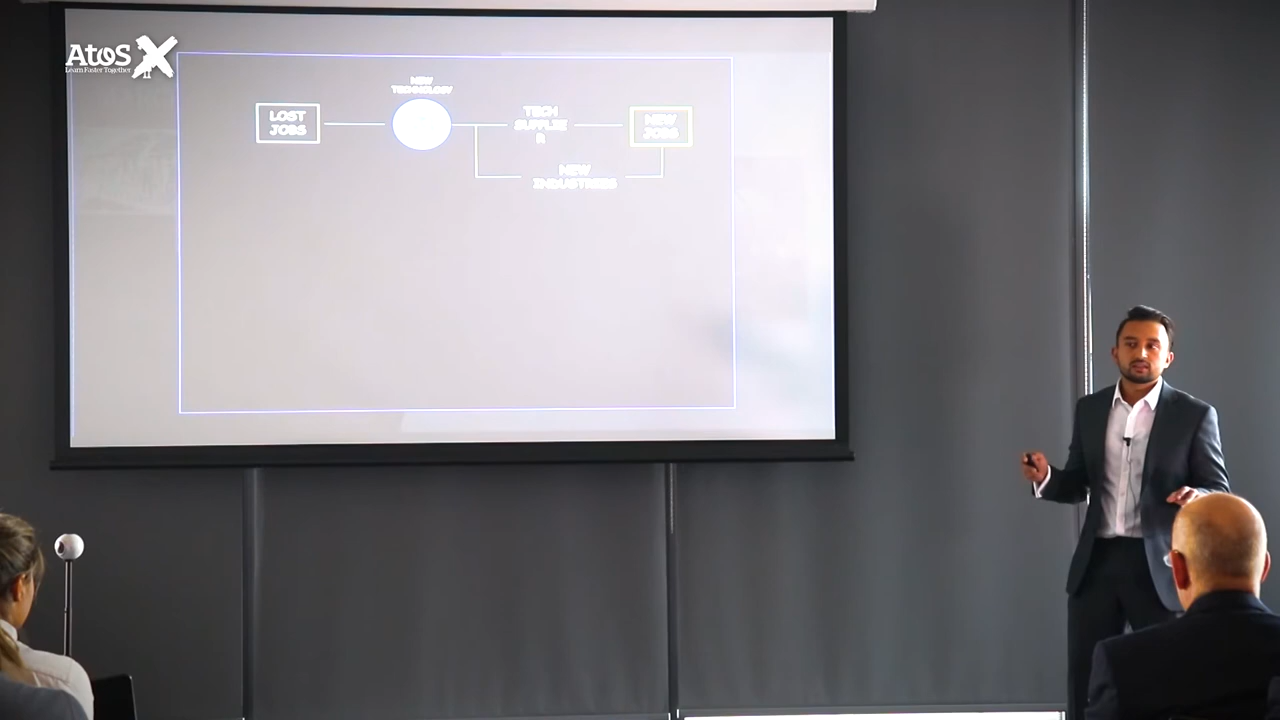 AtoS X
Learn Faster Together
NEW
TECHNOLOGY
LOST
JOBS
TECH
SUPPLIE
R
NEW
JOBS
NEW
INDUSTRIES